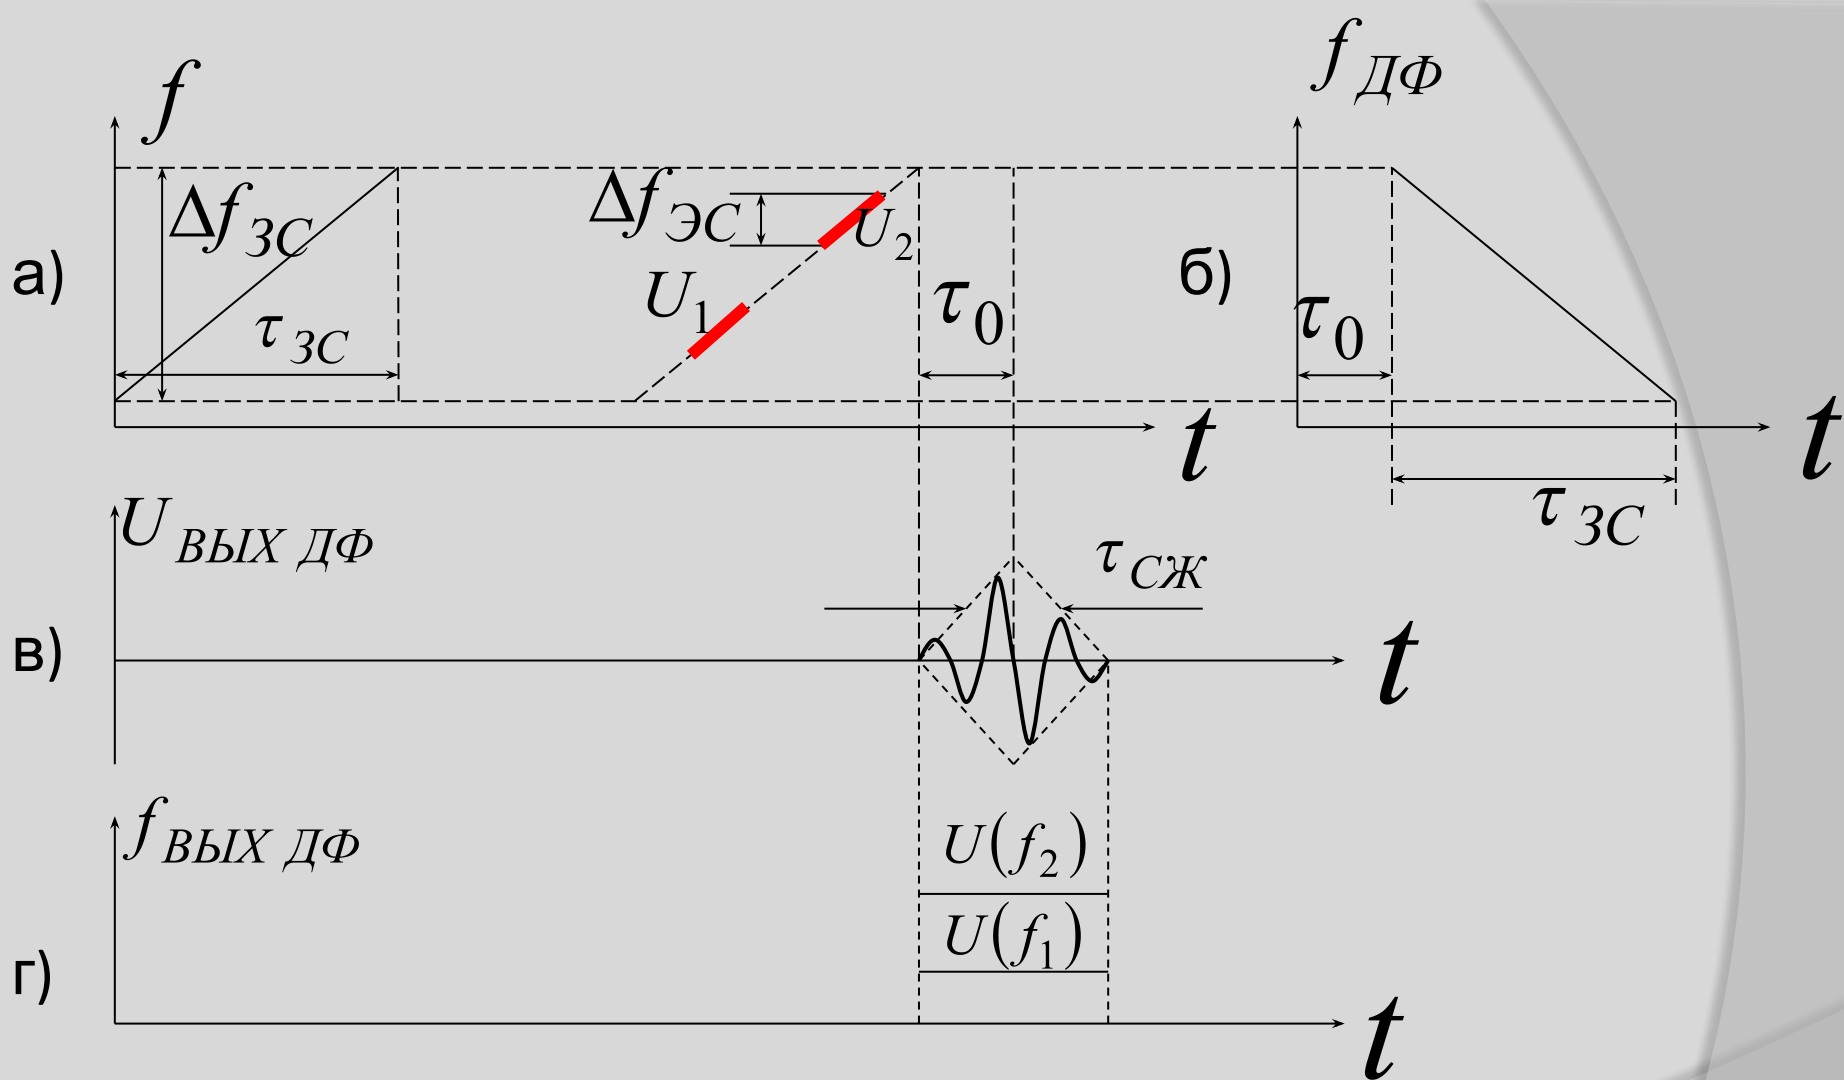 f
f ДФ
Δf ЗС
Δf ЭС
U2
а)
U1
τ0
б)
τ0
τ ЗС
t
t
τ ЗС
U ВЫХ ДФ
τ СЖ
в)
t
f ВЫХ ДФ
U(f2)
U(f1)
г)
t